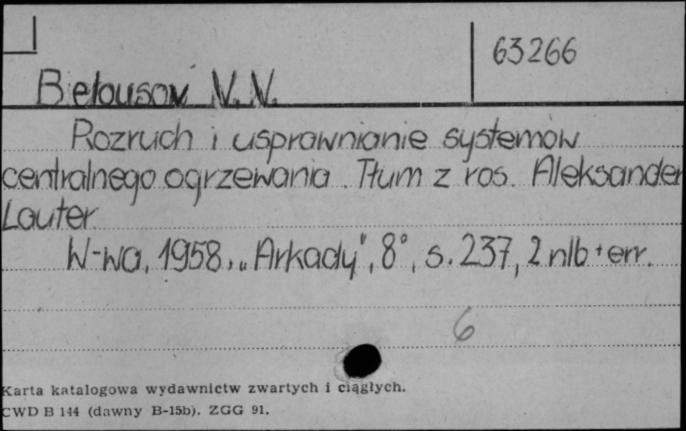 63266
Biełousov V.V.
Rozruch i usprawnianie systemów
centralnego ogrzewania. Tłum z ros. Aleksander
Lauter
W-wa, 1958, „Arkady", 8°, s. 237, 2 nlb + err.
6
Karta katalogowa wydawnictw zwartych i ciągłych.
CWD B 144 (dawny B-15b). ZGG 91.